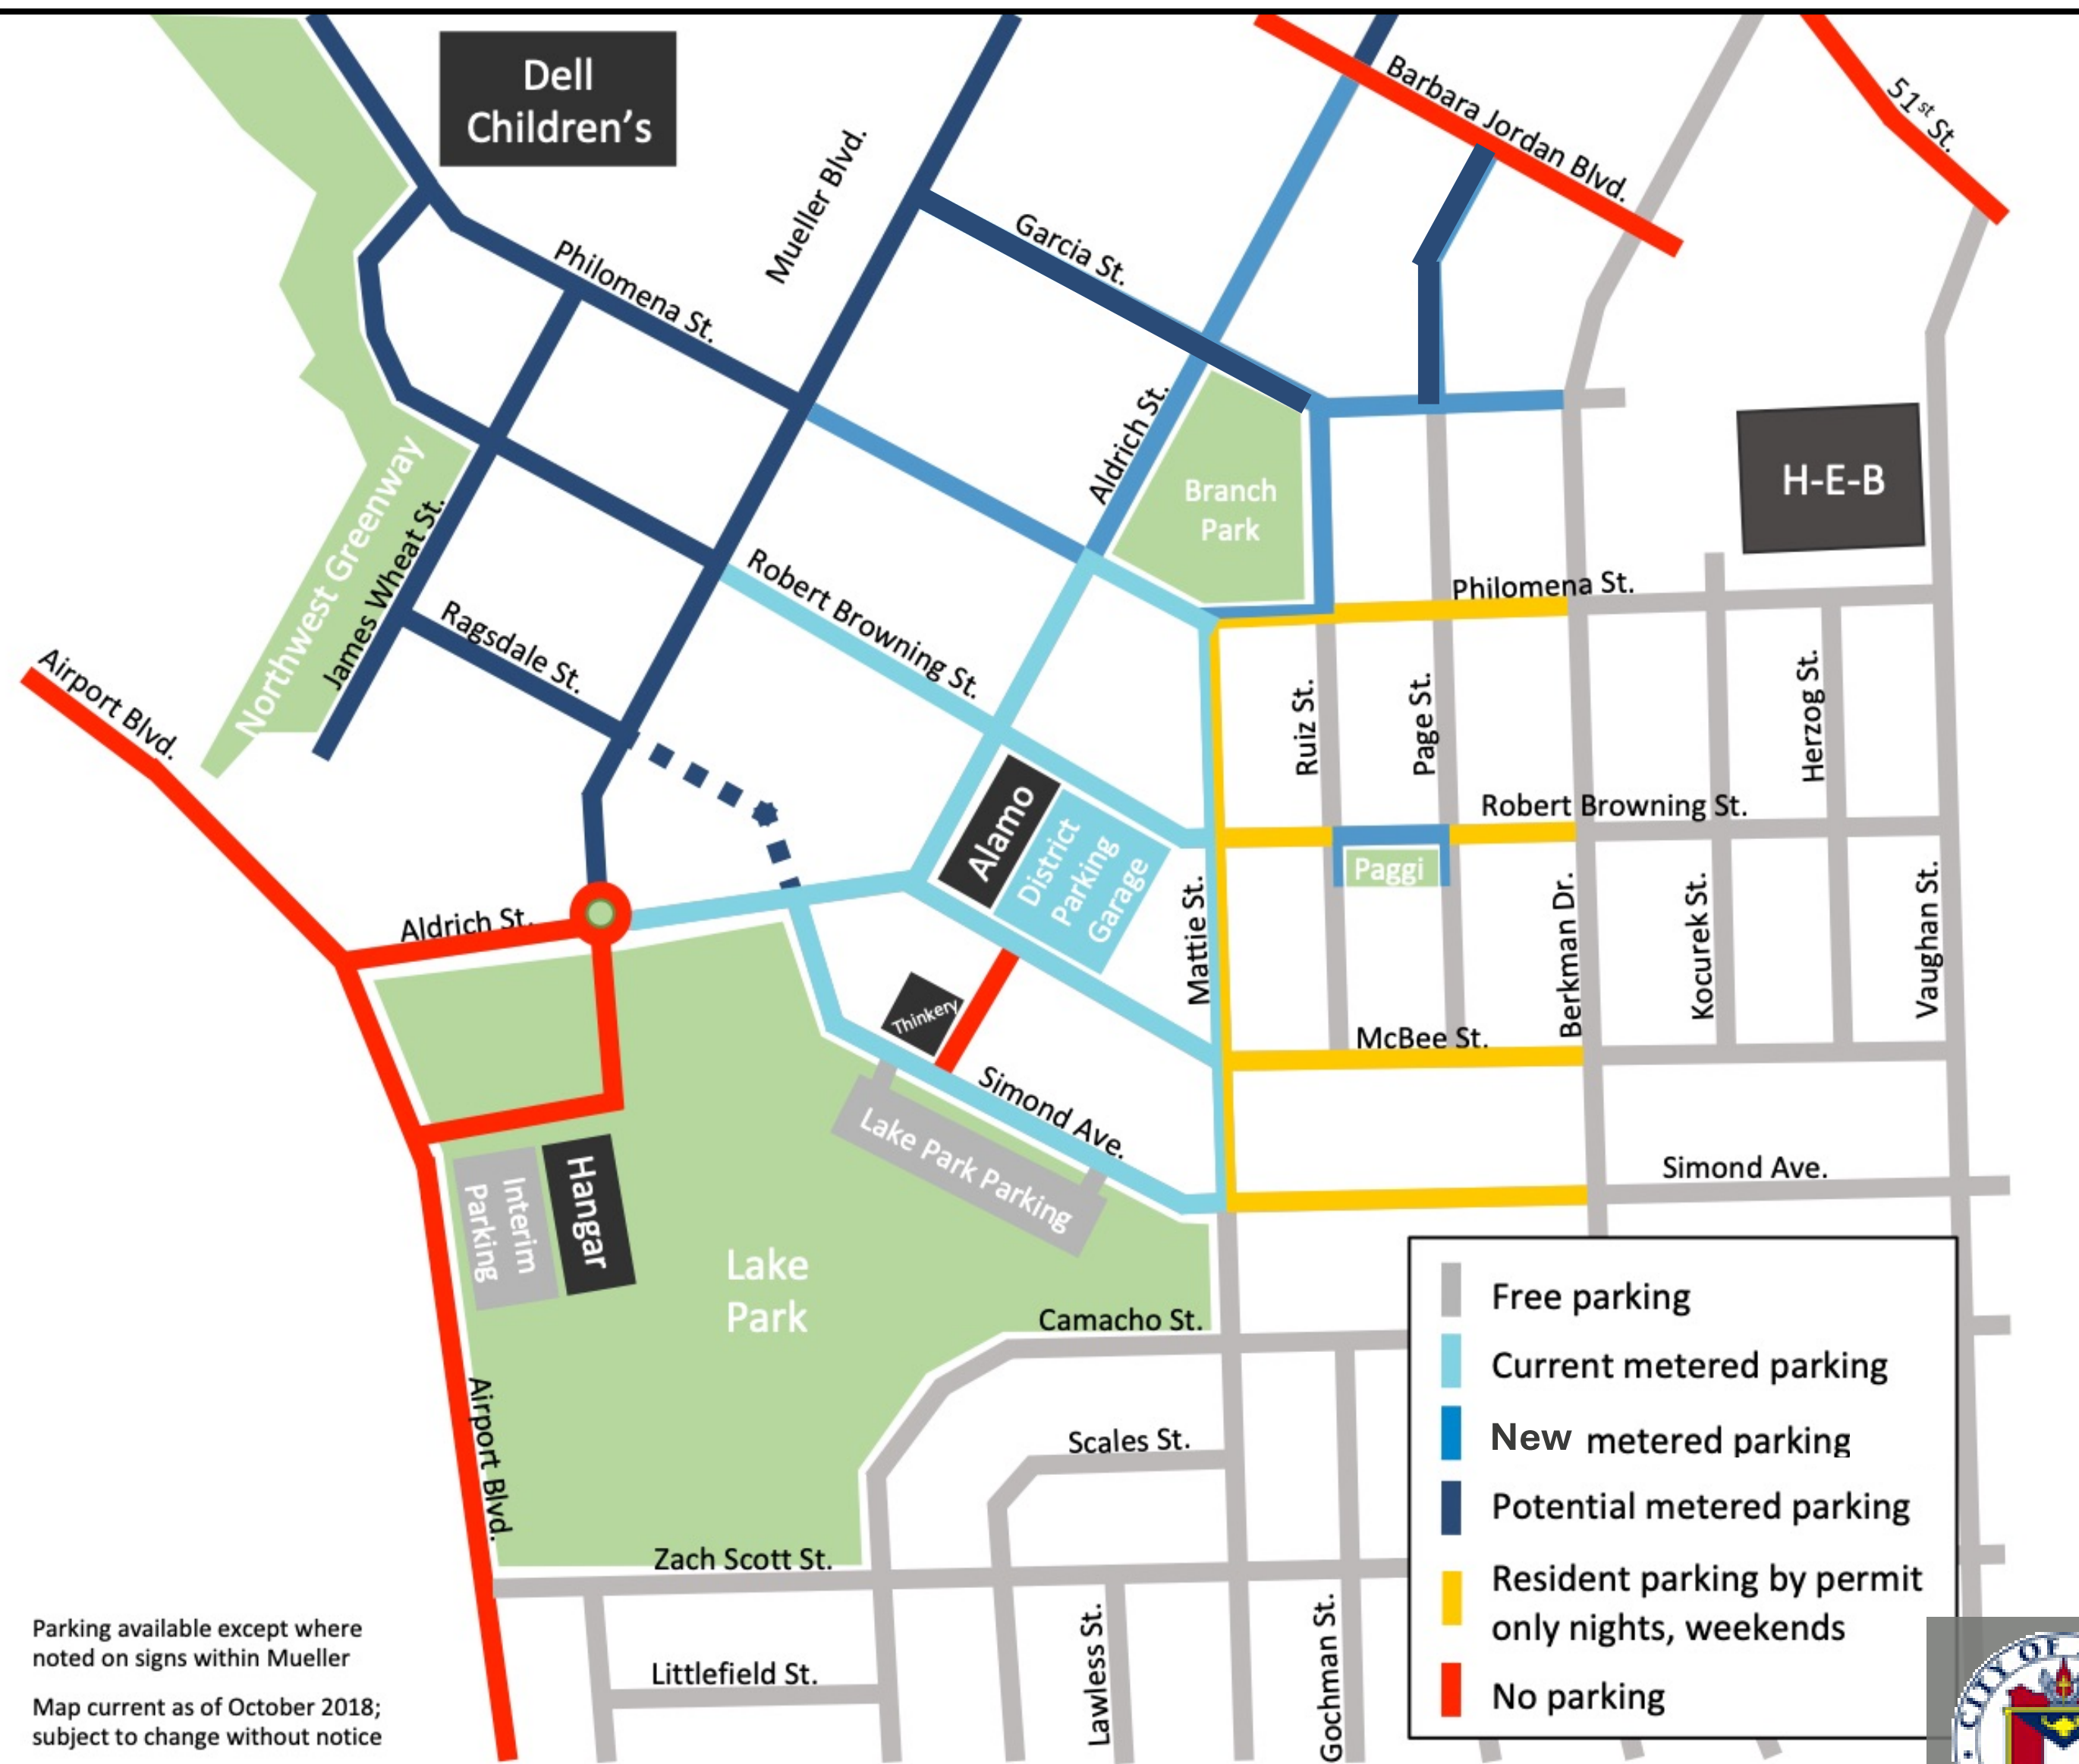 Dell
Children's
Barbara Jordan Blvd.
51st St.
Mueller Blvd.
Garcia St.
Philomena St.
Aldrich St.
Branch
Park
H-E-B
Northwest Greenway
James Wheat St.
Robert Browning St.
Philomena St.
Ragsdale St.
Airport Blvd.
Ruiz St.
Page St.
Herzog St.
Robert Browning St.
Alamo
District
Parking
Garage
Paggi
Mattie St.
Berkman Dr.
Kocurek St.
Vaughan St.
Aldrich St.
Thinkery
McBee St.
Simond Ave.
Lake Park Parking
Simond Ave.
Interim
Parking
Hangar
Lake
Park
Camacho St.
Airport Blvd.
Scales St.
Zach Scott St.
Lawless St.
Gochman St.
Littlefield St.
Free parking
Current metered parking
New metered parking
Potential metered parking
Resident parking by permit
only nights, weekends
No parking
Parking available except where
noted on signs within Mueller
Map current as of October 2018;
subject to change without notice
CITY OF